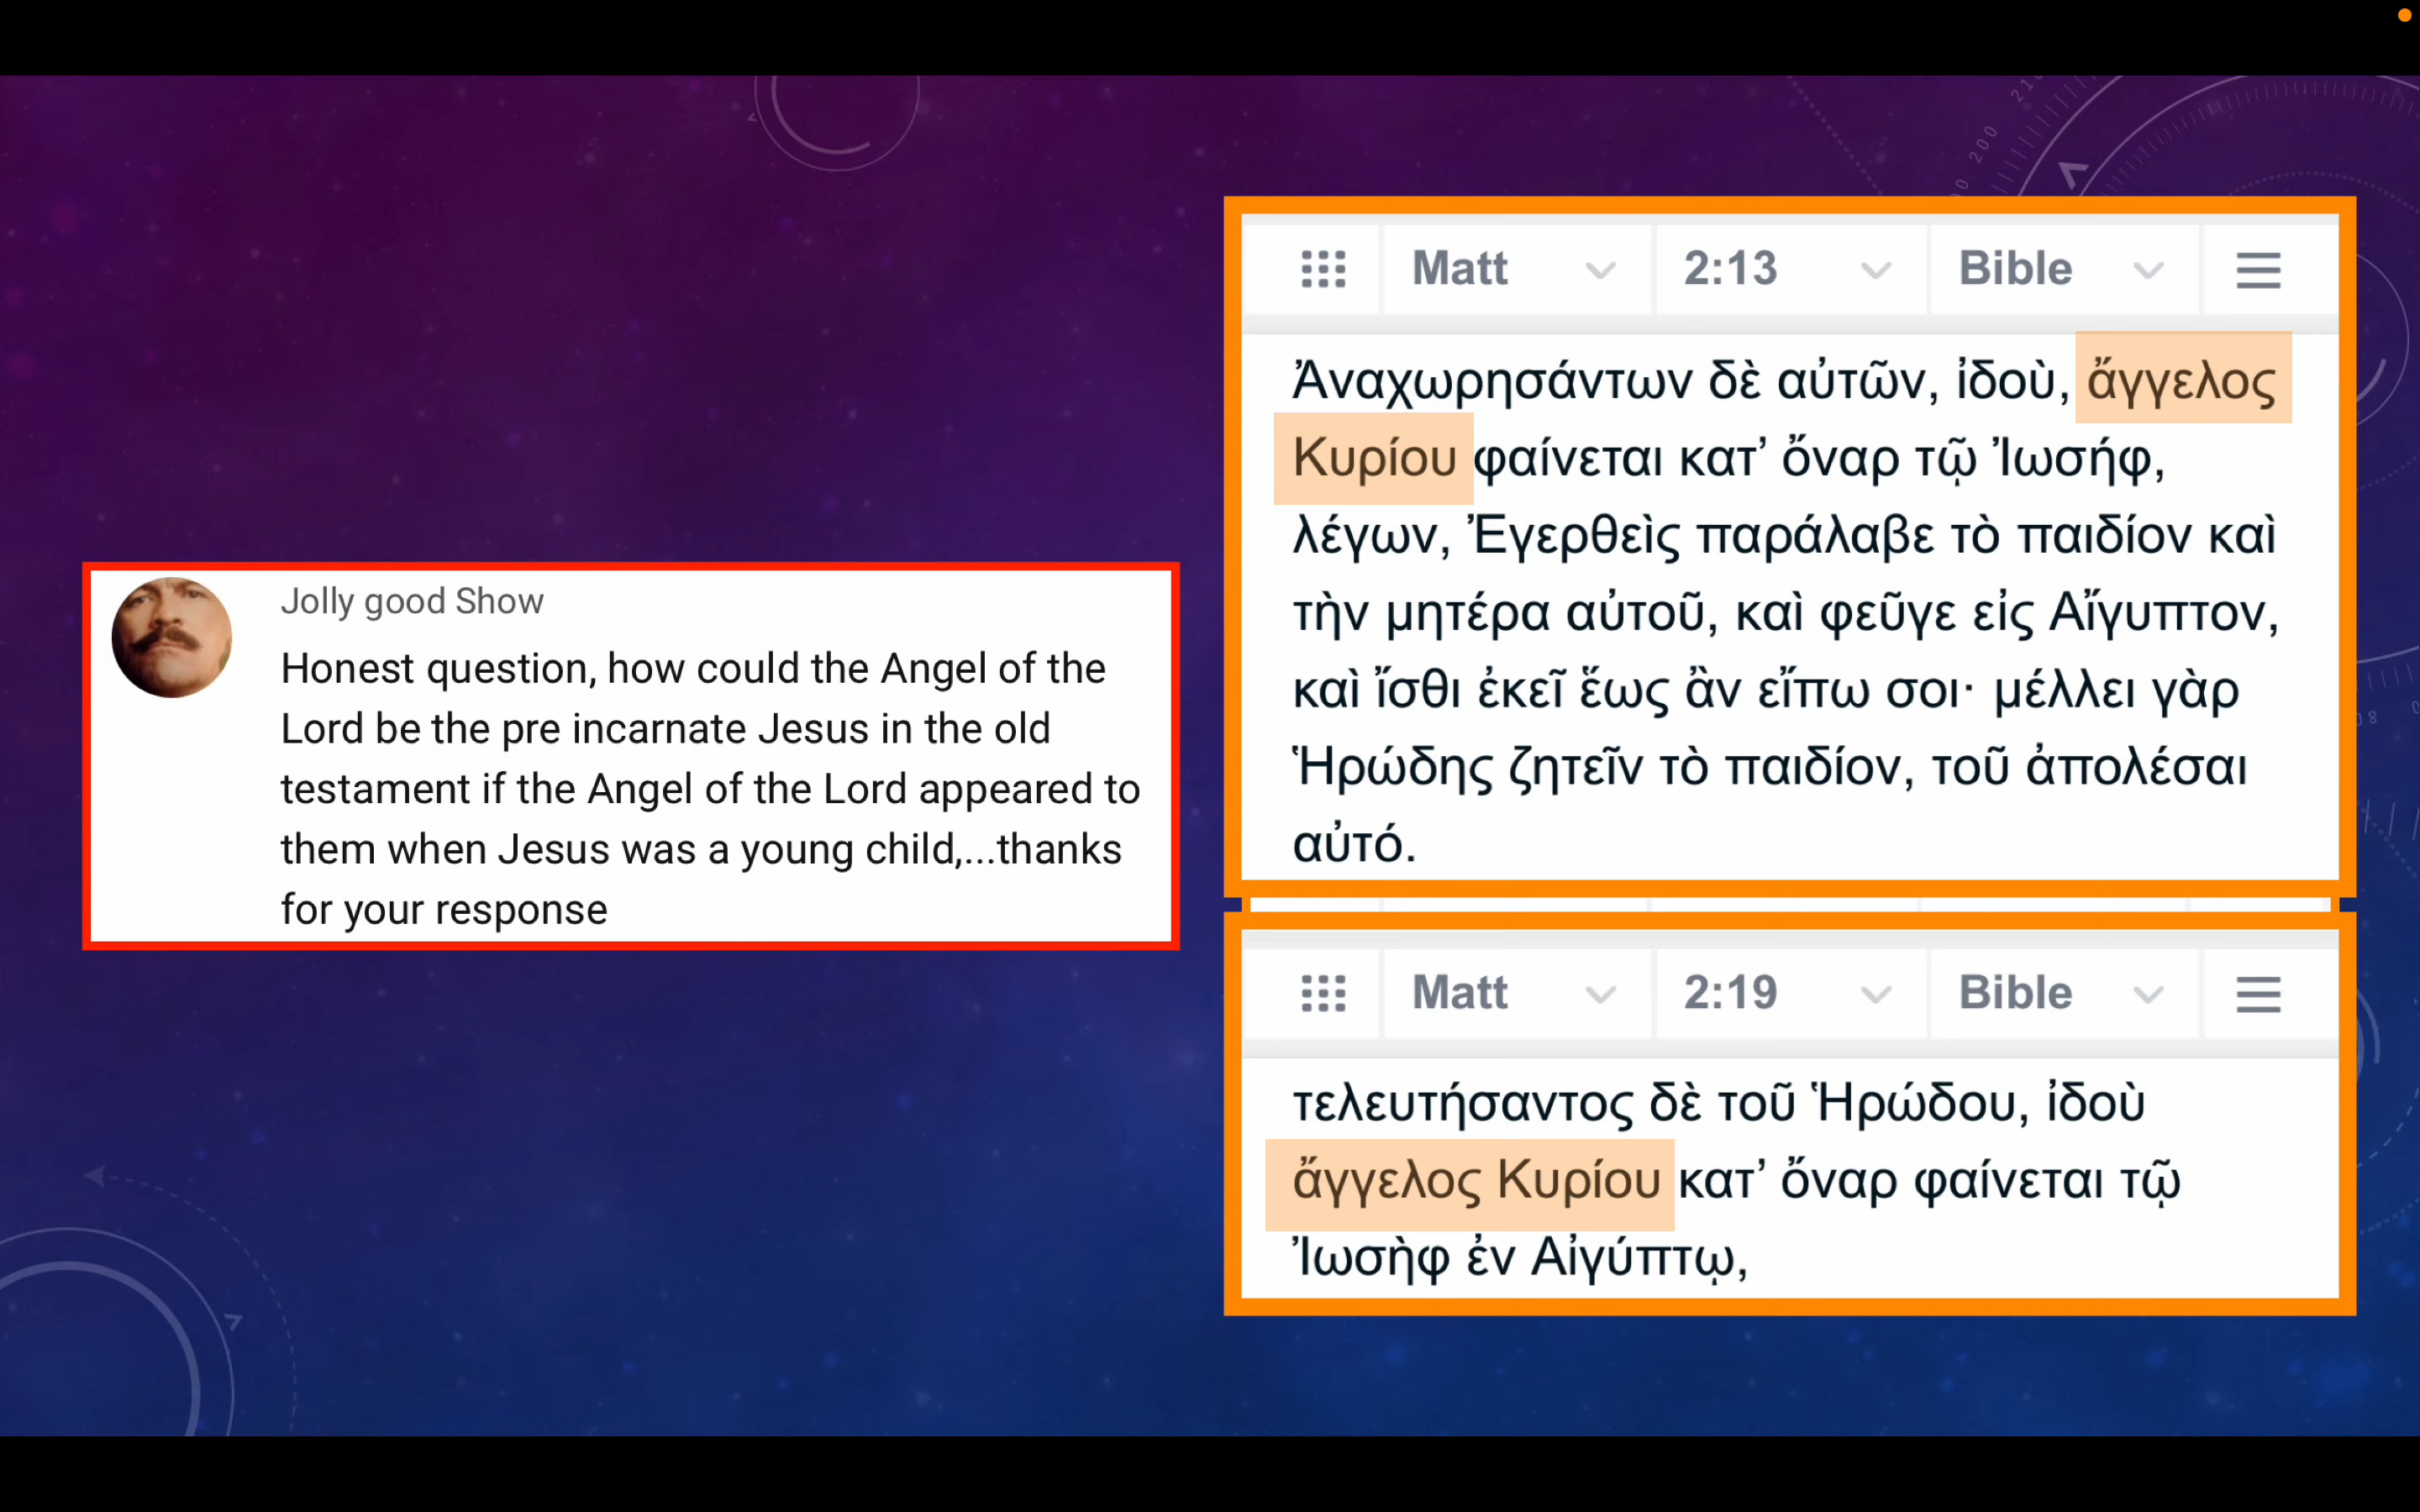 Jolly good Show
Honest question, how could the Angel of the
Lord be the pre incarnate Jesus in the old
testament if the Angel of the Lord appeared to
them when Jesus was a young child,...thanks
for your response
Matt 2:13 Bible
Ἀναχωρησάντων δὲ αὐτῶν, ἰδοὺ, ἄγγελος
Κυρίου φαίνεται κατ’ ὄναρ τῷ Ἰωσήφ,
λέγων, Ἐγερθεὶς παράλαβε τὸ παιδίον καὶ
τὴν μητέρα αὐτοῦ, καὶ φεῦγε εἰς Αἴγυπτον,
καὶ ἴσθι ἐκεῖ ἕως ἂν εἴπω σοι· μέλλει γὰρ
Ἡρώδης ζητεῖν τὸ παιδίον, τοῦ ἀπολέσαι
αὐτό.
Matt 2:19 Bible
τελευτήσαντος δὲ τοῦ Ἡρώδου, ἰδοὺ
ἄγγελος Κυρίου κατ’ ὄναρ φαίνεται τῷ
Ἰωσὴφ ἐν Αἰγύπτῳ,
200